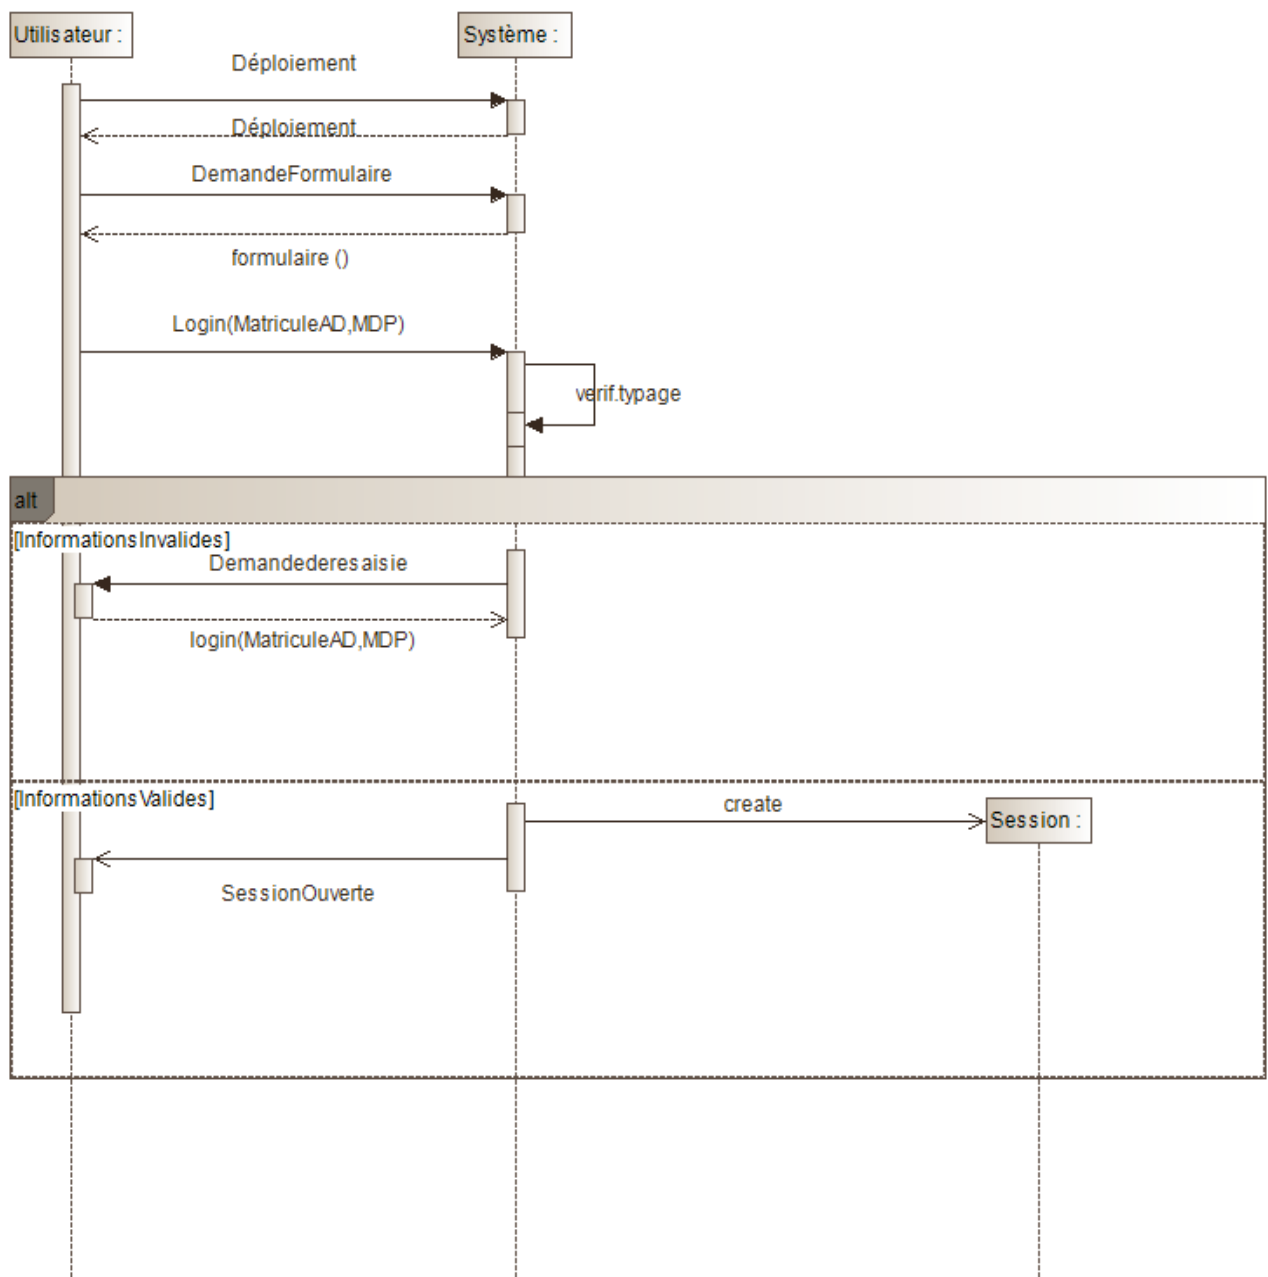 Utilisateur :
Système :
Déploiement
Déploiement
DemandeFormulaire
formulaire ()
Login(MatriculeAD,MDP)
verif.typage
alt
[InformationsInvalides]
Demandederesaisie
login(MatriculeAD,MDP)
[InformationsValides]
create
Session :
SessionOuverte